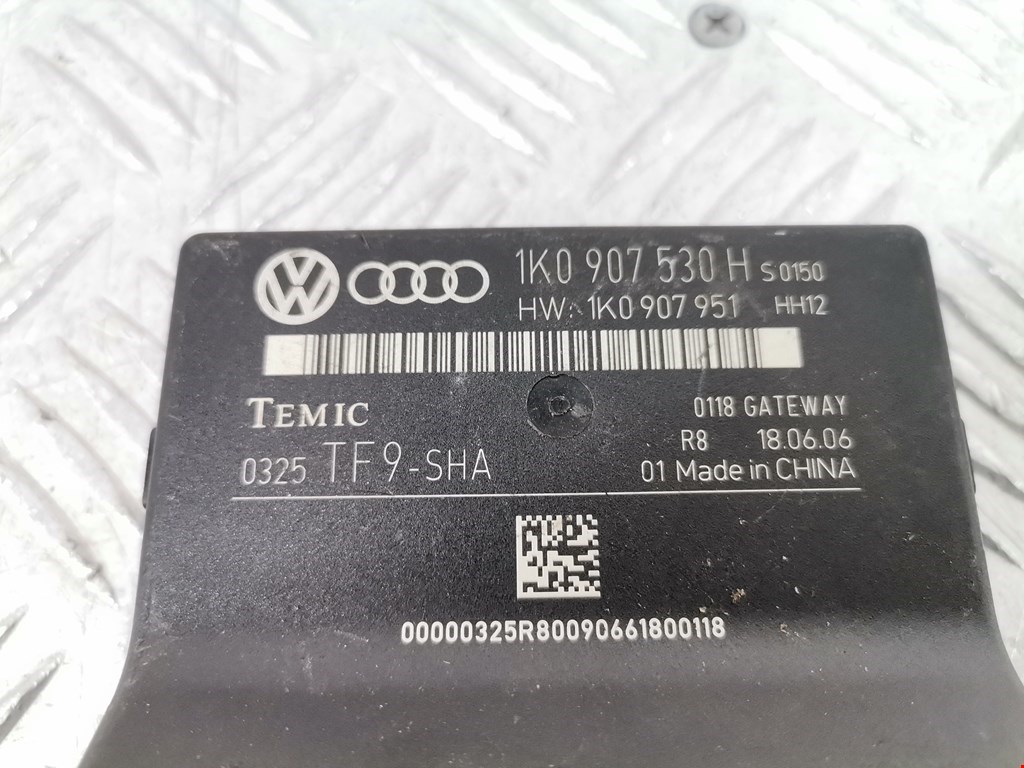 1K0 907 530 H S0150
HW: 1K0 907 951 HH12
TEMIC
0118 GATEWAY
R8 18.06.06
0325 TF9-SHA
01 Made in CHINA
00000325R80090661800118